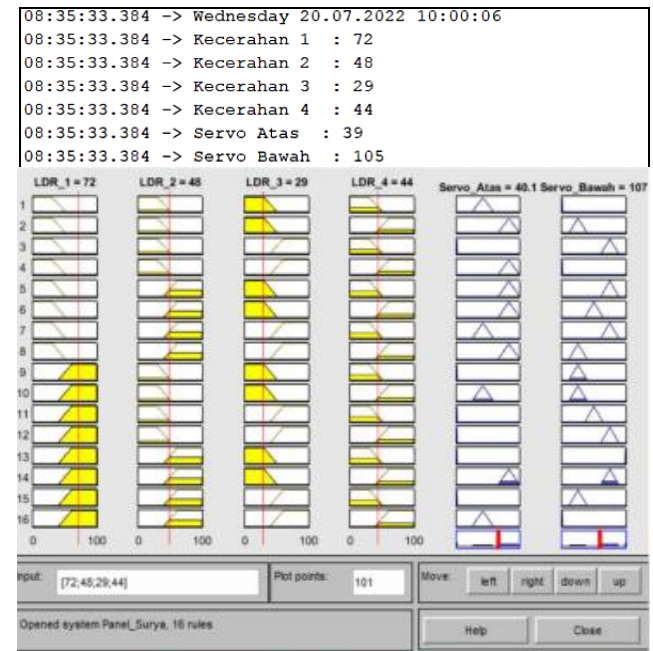 08:35:33.384 -> Wednesday 20.07.2022 10:00:06
08:35:33.384 -> Kecerahan 1 : 72
08:35:33.384 -> Kecerahan 2 : 48
08:35:33.384 -> Kecerahan 3 : 29
08:35:33.384 -> Kecerahan 4 : 44
08:35:33.384 -> Servo Atas : 39
08:35:33.384 -> Servo Bawah : 105
LDR_1 = 72 LDR_2 = 48 LDR_3 = 29 LDR_4 = 44 Servo_Atas = 40.1 Servo_Bawah = 107
1
2
3
4
5
6
7
8
9
10
11
12
13
14
15
16
0 100 0 100 0 100 0 100
nput: [72;48;29;44] Plot points: 101 Move: left right down up
Opened system Panel_Surya, 16 rules Help Close